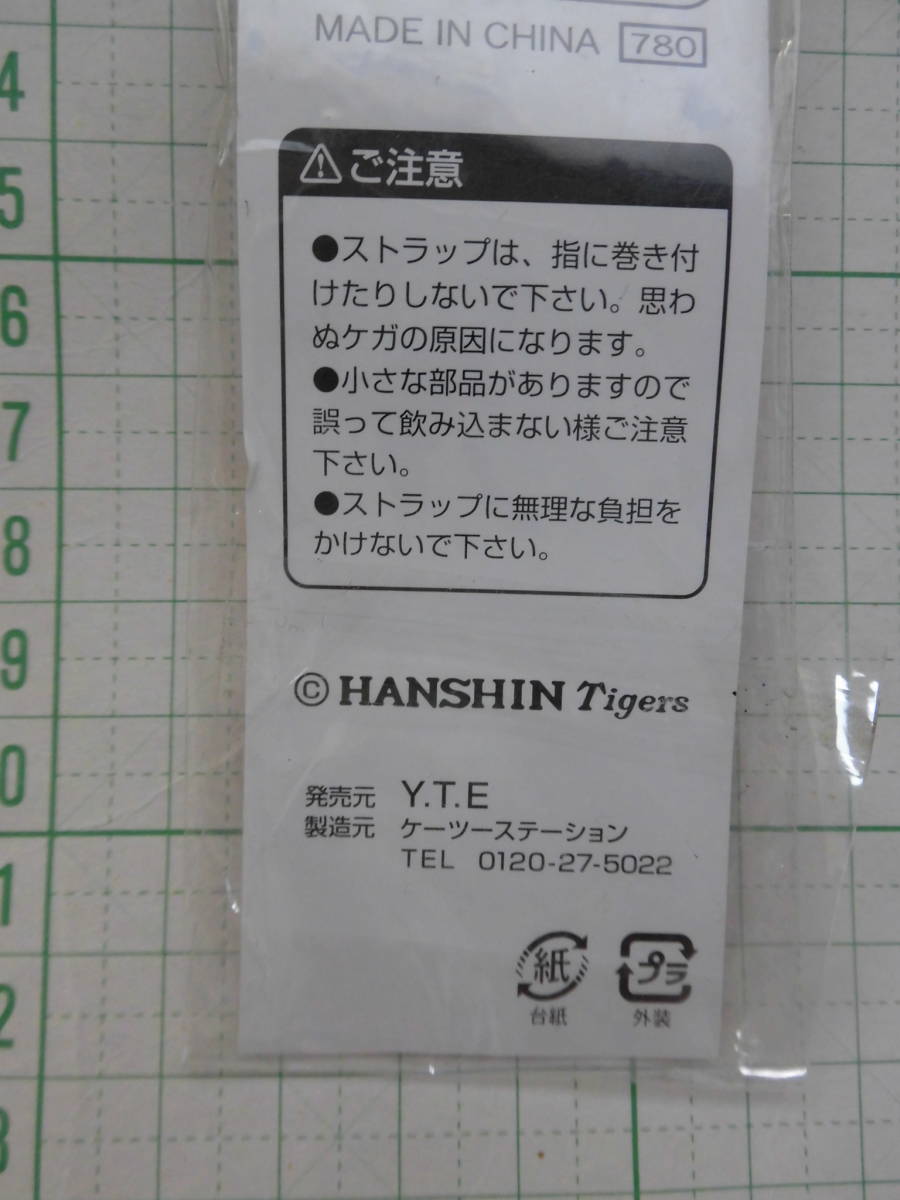 MADE IN CHINA 780
⚠ご注意
●ストラップは、指に巻き付
けたりしないで下さい。思わ
ぬケガの原因になります。
●小さな部品がありますので
誤って飲み込まない様ご注意
下さい。
●ストラップに無理な負担を
かけないで下さい。
© HANSHIN Tigers
発売元 Y.T.E
製造元 ケーツーステーション
TEL 0120-27-5022
紙 プラ
台紙 外装
4
5
6
7
8
9
0
1
2
3